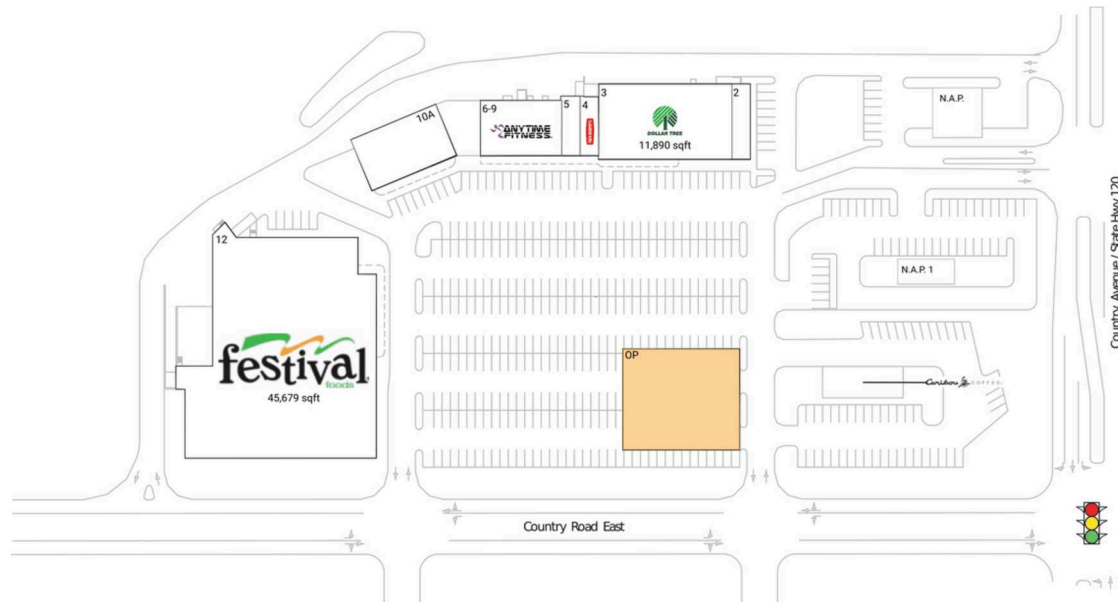 N.A.P.
3
2
6-9
5
4
10A
ANYTIME
FITNESS
DOLLAR TREE
11,890 sqft
12
N.A.P. 1
festival
foods
45,679 sqft
OP
Caribou COFFEE
Country Road East
Country Avenue / State Hwy 120